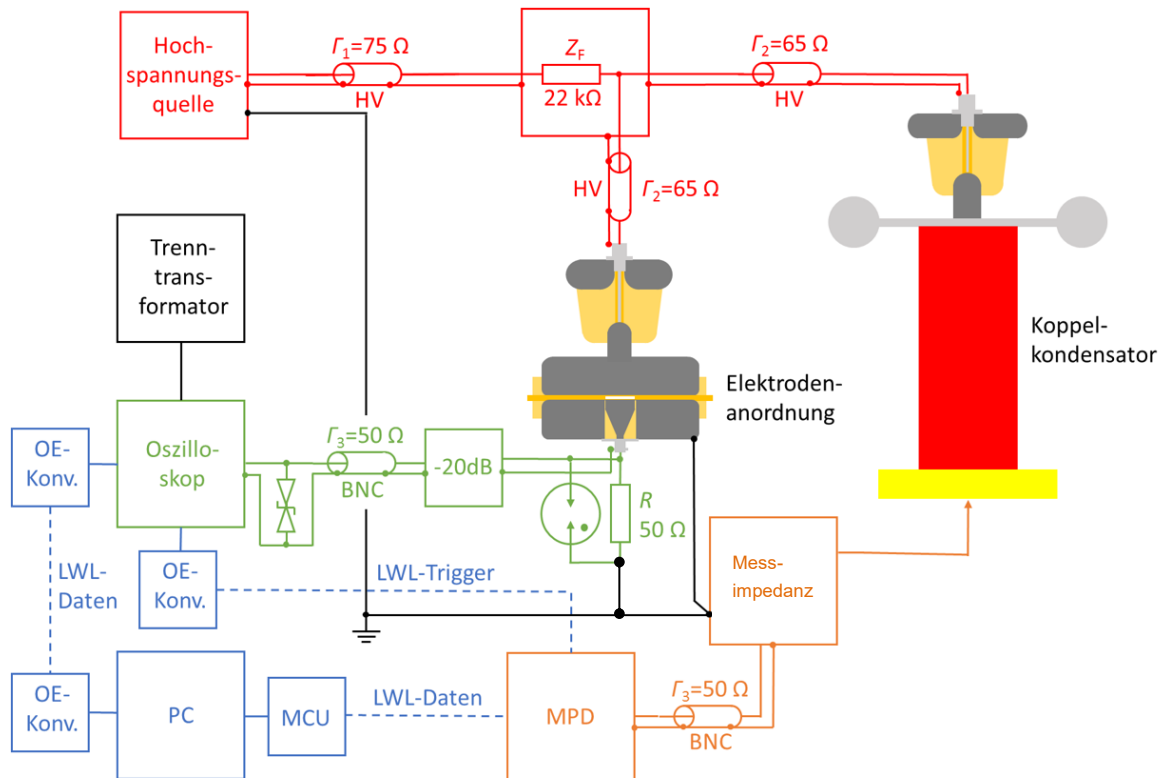 Hoch-
spannungs-
quelle
Γ1=75 Ω
HV
ZF
22 kΩ
Γ2=65 Ω
HV
HV
Γ2=65 Ω
Trenn-
trans-
formator
Koppel-
kondensator
Elektroden-
anordnung
OE-
Konv.
Oszillo-
skop
Γ3=50 Ω
BNC
-20dB
R
50 Ω
Mess-
impedanz
LWL-
Daten
OE-
Konv.
LWL-Trigger
OE-
Konv.
PC
MCU
LWL-Daten
MPD
Γ3=50 Ω
BNC